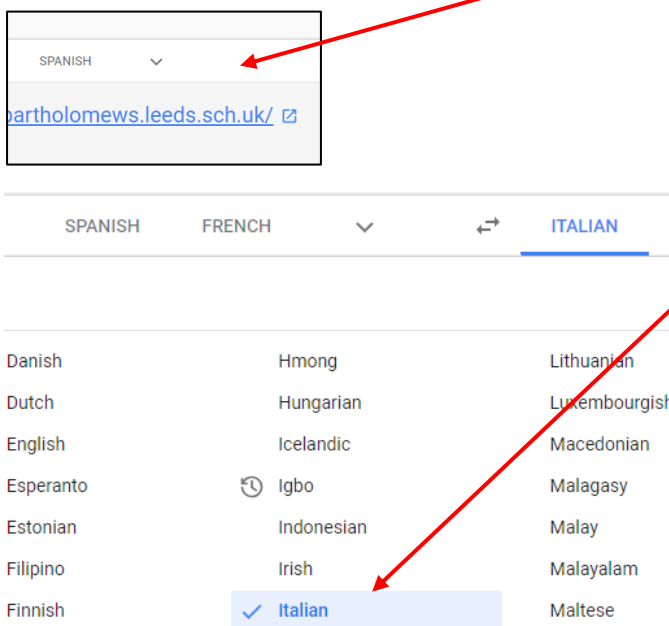 SPANISH
bartholomews.leeds.sch.uk/
SPANISH FRENCH ITALIAN
Danish Hmong Lithuanian
Dutch Hungarian Luxembourgish
English Icelandic Macedonian
Esperanto Igbo Malagasy
Estonian Indonesian Malay
Filipino Irish Malayalam
Finnish Italian Maltese